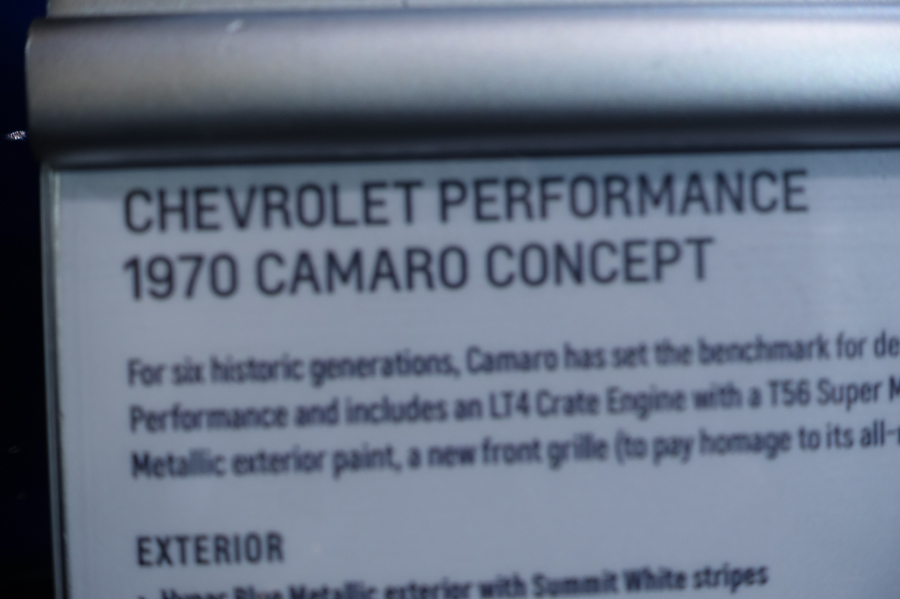 CHEVROLET PERFORMANCE
1970 CAMARO CONCEPT
For six historic generations, Camaro has set the benchmark for de
Performance and includes an LT4 Crate Engine with a T56 Super M
Metallic exterior paint, a new front grille (to pay homage to its all-
EXTERIOR
• Hyper Blue Metallic exterior with Summit White stripes